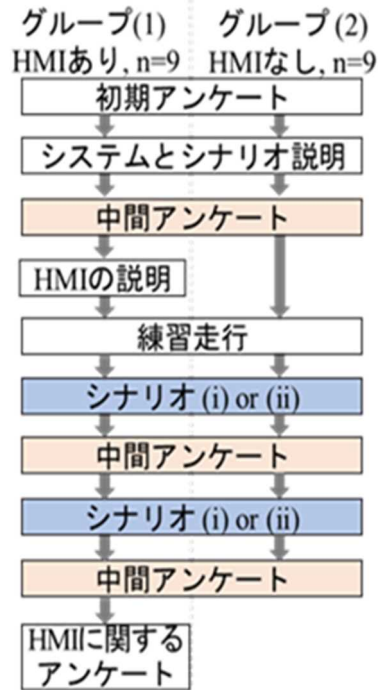 グループ(1)
HMIあり, n=9
グループ(2)
HMIなし, n=9
初期アンケート
システムとシナリオ説明
中間アンケート
HMIの説明
練習走行
シナリオ (i) or (ii)
中間アンケート
シナリオ (i) or (ii)
中間アンケート
HMIに関する
アンケート